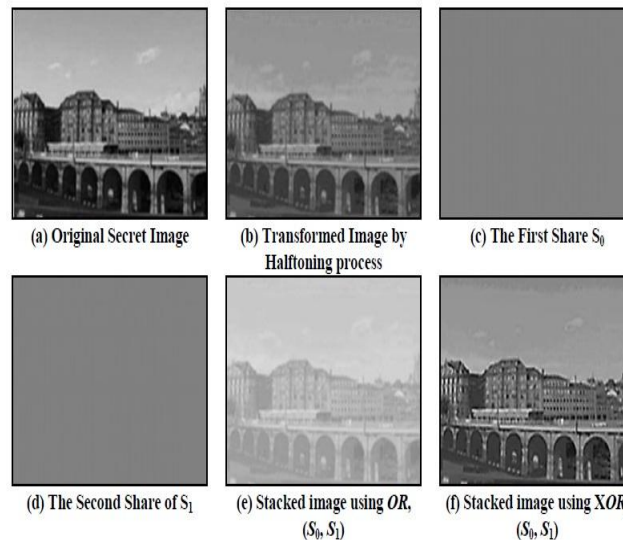 (a) Original Secret Image
(b) Transformed Image by
Halftoning process
(c) The First Share S₀
(d) The Second Share of S₁
(e) Stacked image using OR,
(S₀, S₁)
(f) Stacked image using XOR
(S₀, S₁)